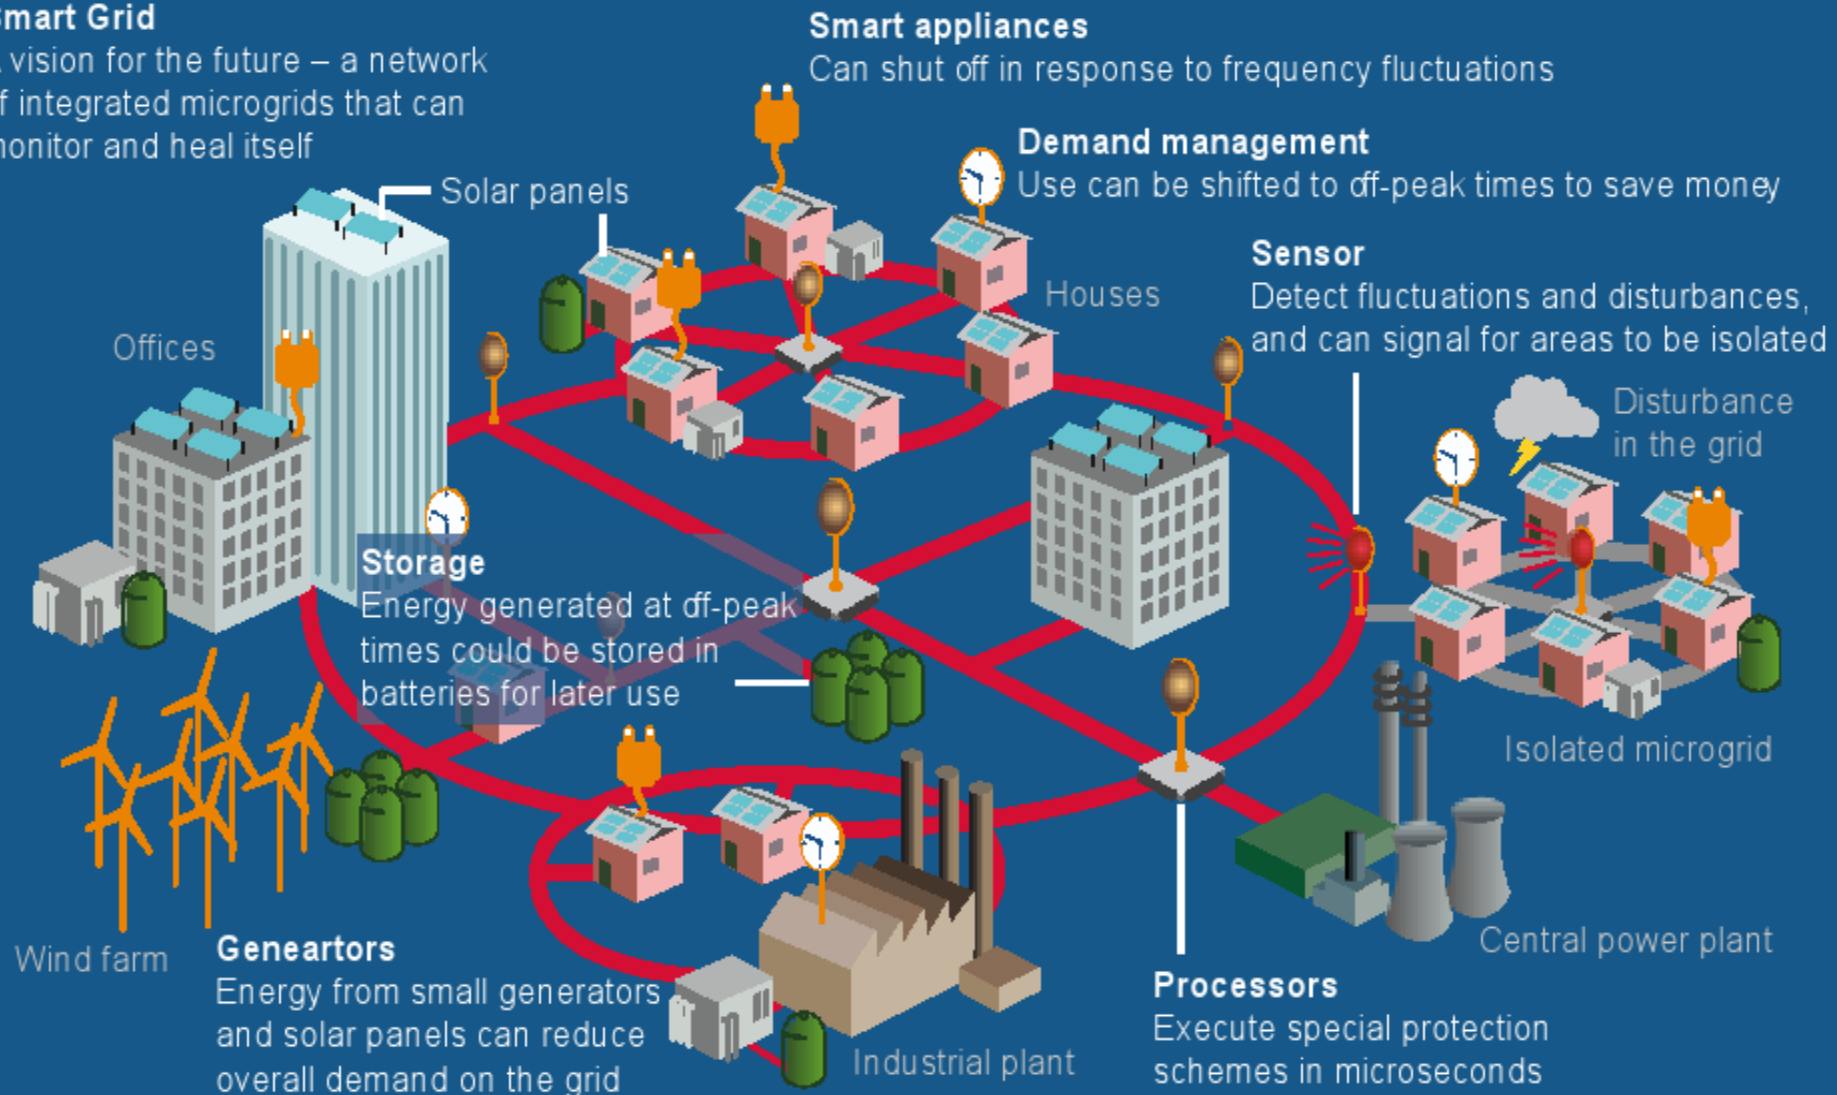 mart Grid
vision for the future – a network
f integrated microgrids that can
onitor and heal itself
Smart appliances
Can shut off in response to frequency fluctuations
Demand management
Use can be shifted to off-peak times to save money
Solar panels
Sensor
Detect fluctuations and disturbances,
and can signal for areas to be isolated
Houses
Offices
Disturbance
in the grid
Storage
Energy generated at off-peak
times could be stored in
batteries for later use
Isolated microgrid
Wind farm
Geneartors
Energy from small generators
and solar panels can reduce
overall demand on the grid
Industrial plant
Central power plant
Processors
Execute special protection
schemes in microseconds